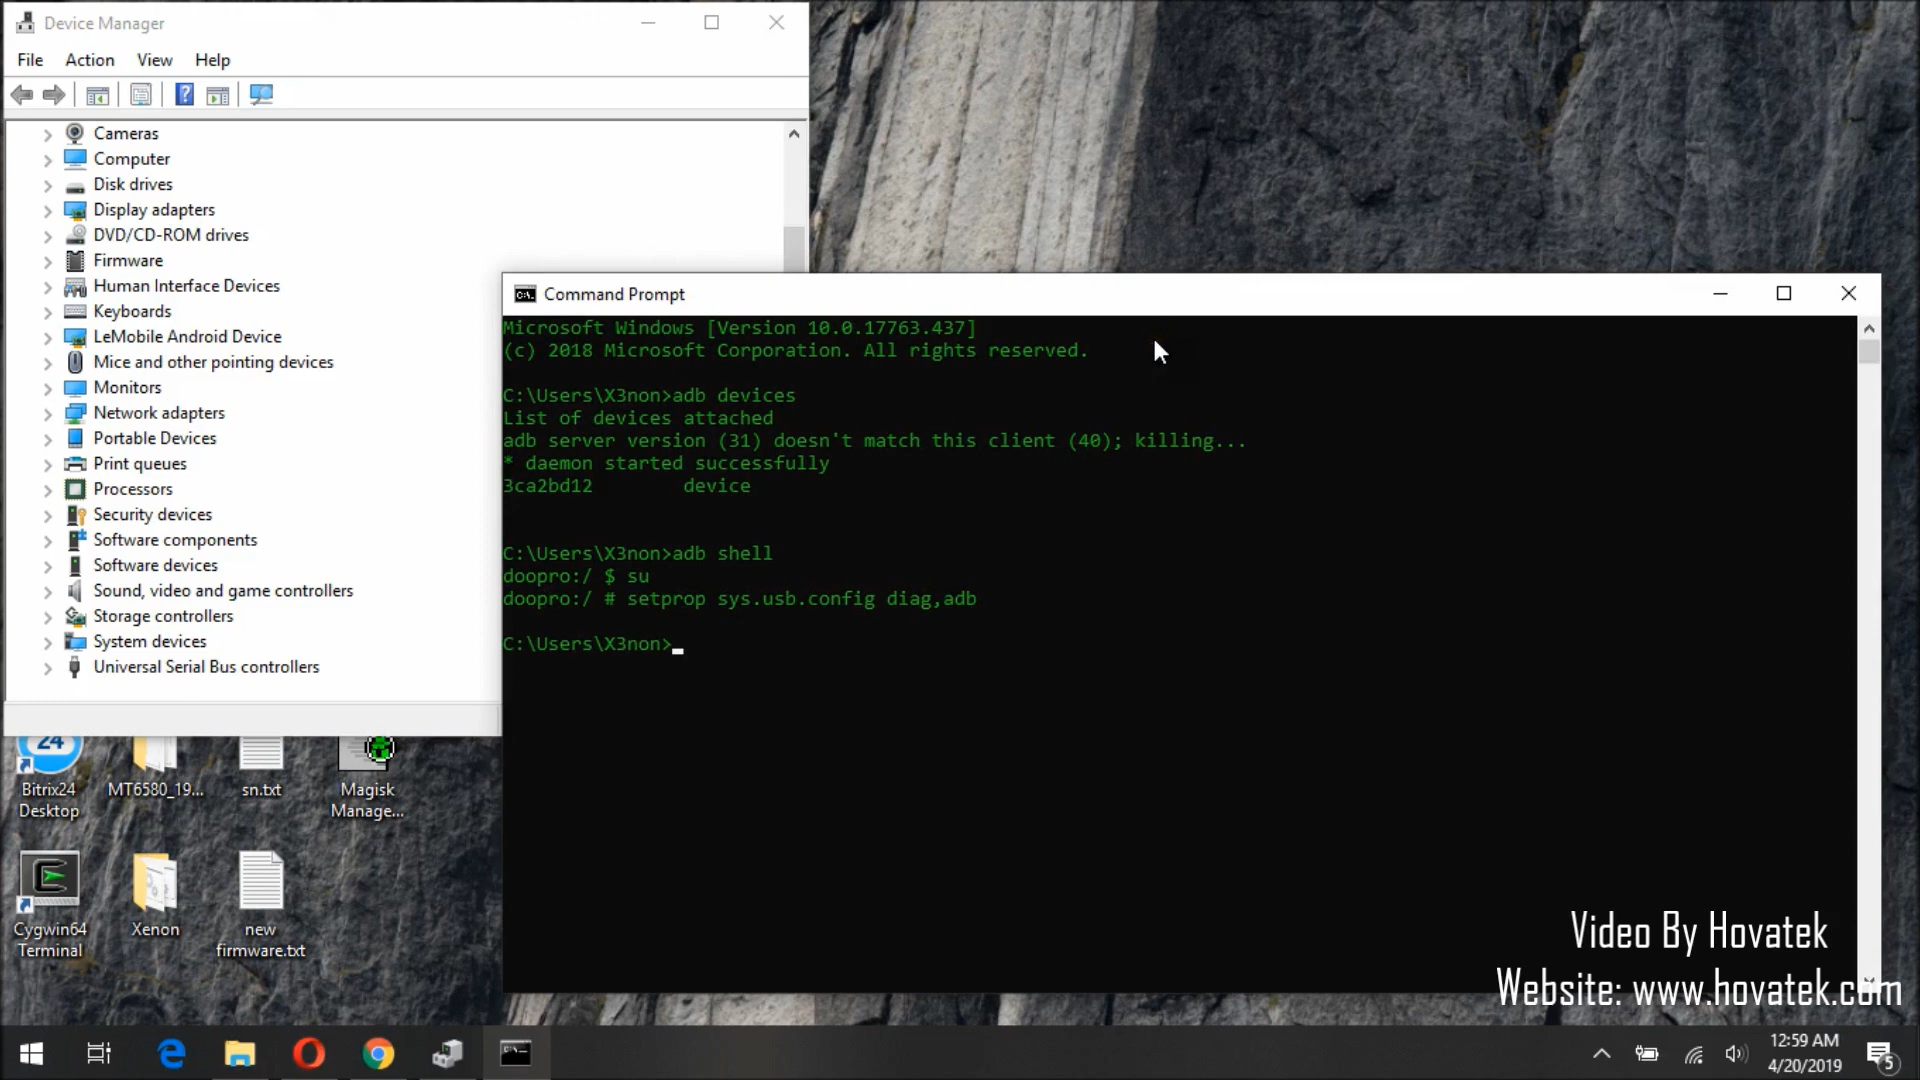 Device Manager
File Action View Help
Cameras
Computer
Disk drives
Display adapters
DVD/CD-ROM drives
Firmware
Human Interface Devices
Keyboards
LeMobile Android Device
Mice and other pointing devices
Monitors
Network adapters
Portable Devices
Print queues
Processors
Security devices
Software components
Software devices
Sound, video and game controllers
Storage controllers
System devices
Universal Serial Bus controllers
Command Prompt
Microsoft Windows [Version 10.0.17763.437]
(c) 2018 Microsoft Corporation. All rights reserved.
C:\Users\X3non>adb devices
List of devices attached
adb server version (31) doesn't match this client (40); killing...
* daemon started successfully
3ca2bd12 device
C:\Users\X3non>adb shell
doopro:/ $ su
doopro:/ # setprop sys.usb.config diag,adb
C:\Users\X3non>
24
Bitrix24
Desktop
MT6580_19...
sn.txt
Magisk
Manage...
Cygwin64
Terminal
Xenon
new
firmware.txt
Video By Hovatek
Website: www.hovatek.com
12:59 AM
4/20/2019
5